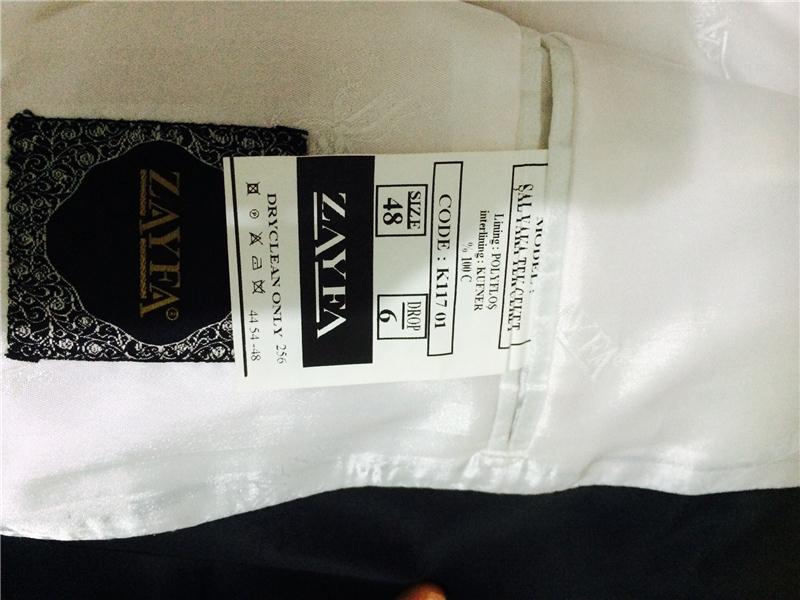 ZAYFA
MODEL :
ŞAL YAKA TEK CEKET
Lining : POLYFLOS
interlining : KUFNER
% 100 C
CODE : K117 01
SIZE
48
DROP
6
ZAYFA
DRYCLEAN ONLY 256
44 54 -48